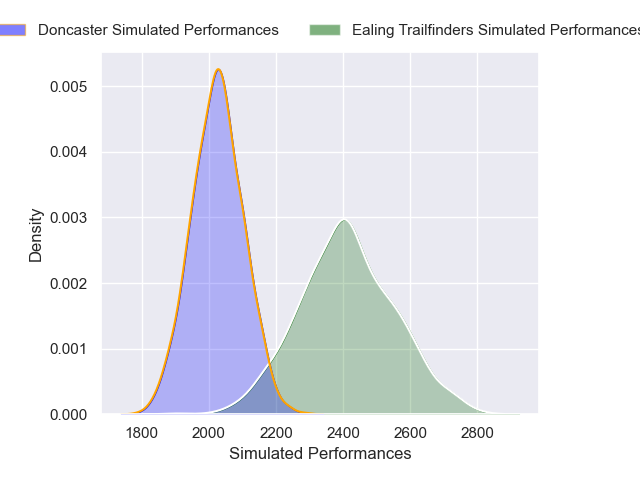 Doncaster Simulated Performances
Ealing Trailfinders Simulated Performances
0.005
0.004
0.003
0.002
0.001
0.000
Density
1800 2000 2200 2400 2600 2800
Simulated Performances